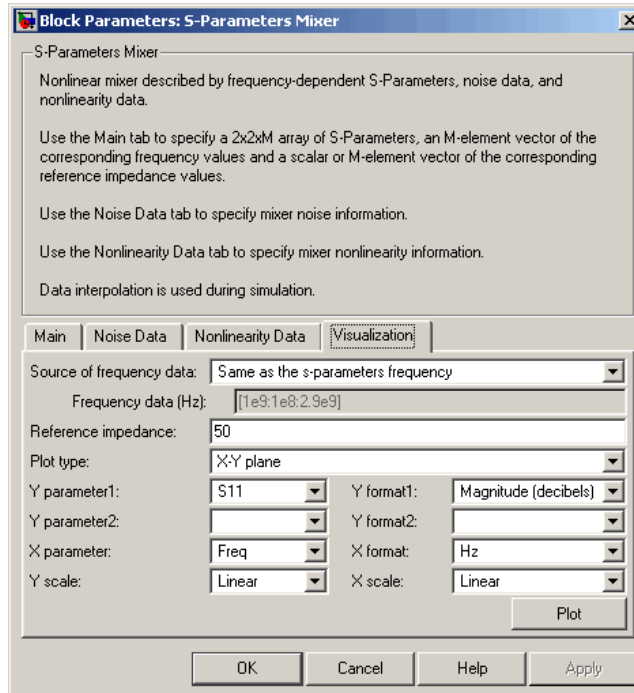 Block Parameters: S-Parameters Mixer
S-Parameters Mixer
Nonlinear mixer described by frequency-dependent S-Parameters, noise data, and
nonlinearity data.
Use the Main tab to specify a 2x2xM array of S-Parameters, an M-element vector of the
corresponding frequency values and a scalar or M-element vector of the corresponding
reference impedance values.
Use the Noise Data tab to specify mixer noise information.
Use the Nonlinearity Data tab to specify mixer nonlinearity information.
Data interpolation is used during simulation.
Main Noise Data Nonlinearity Data Visualization
Source of frequency data: Same as the s-parameters frequency
Frequency data (Hz): [1e9:1e8:2.9e9]
Reference impedance: 50
Plot type: X-Y plane
Y parameter1: S11 Y format1: Magnitude (decibels)
Y parameter2: Y format2:
X parameter: Freq X format: Hz
Y scale: Linear X scale: Linear
Plot
OK Cancel Help Apply